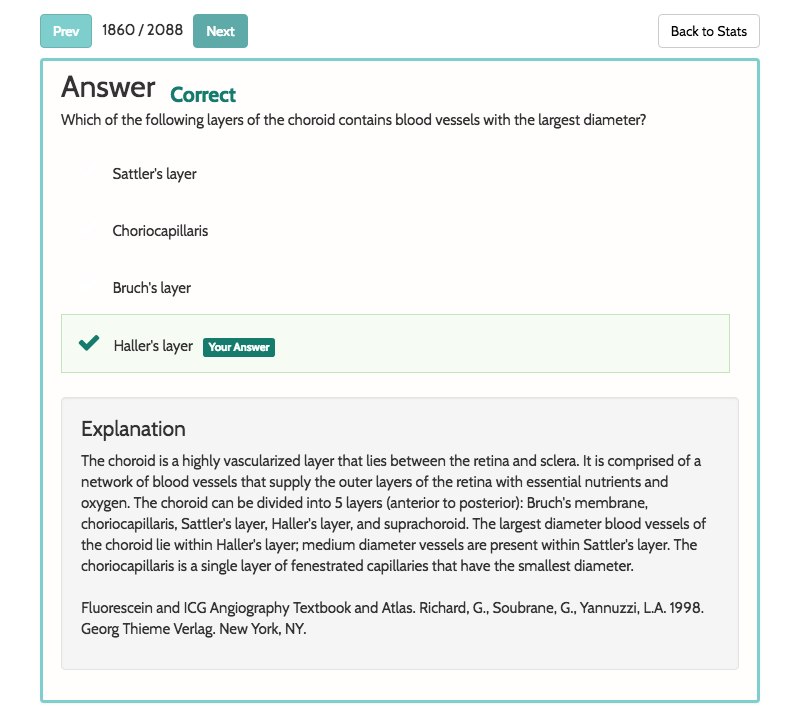 Prev 1860 / 2088 Next Back to Stats
Answer Correct
Which of the following layers of the choroid contains blood vessels with the largest diameter?
Sattler's layer
Choriocapillaris
Bruch's layer
Haller's layer Your Answer
Explanation
The choroid is a highly vascularized layer that lies between the retina and sclera. It is comprised of a
network of blood vessels that supply the outer layers of the retina with essential nutrients and
oxygen. The choroid can be divided into 5 layers (anterior to posterior): Bruch's membrane,
choriocapillaris, Sattler's layer, Haller's layer, and suprachoroid. The largest diameter blood vessels of
the choroid lie within Haller's layer; medium diameter vessels are present within Sattler's layer. The
choriocapillaris is a single layer of fenestrated capillaries that have the smallest diameter.
Fluorescein and ICG Angiography Textbook and Atlas. Richard, G., Soubrane, G., Yannuzzi, L.A. 1998.
Georg Thieme Verlag. New York, NY.